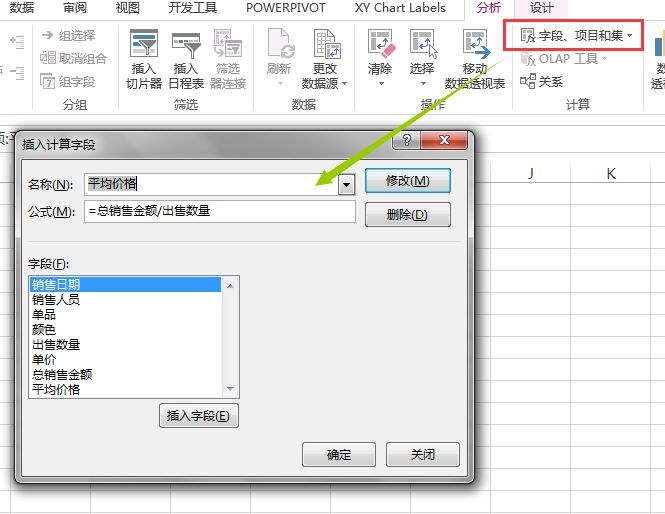 数据 审阅 视图 开发工具 POWERPIVOT XY Chart Labels 分析 设计
组选择
取消组合
组字段
分组
插入
切片器
插入
日程表
筛选
器连接
筛选
刷新
更改
数据源
数据
清除
选择
移动
数据透视表
操作
字段、项目和集
OLAP 工具
关系
计算
插入计算字段
?
名称(N):
平均价格
修改(M)
公式(M):
=总销售金额/出售数量
删除(D)
字段(F):
销售日期
销售人员
单品
颜色
出售数量
单价
总销售金额
平均价格
插入字段(E)
确定
关闭
J K